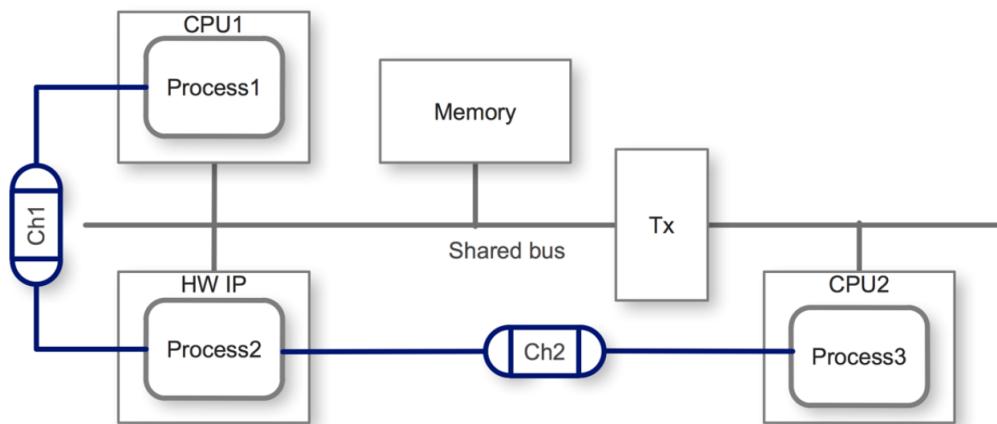 CPU1
Process1
Memory
Ch1
Tx
Shared bus
HW IP
CPU2
Process2
Ch2
Process3